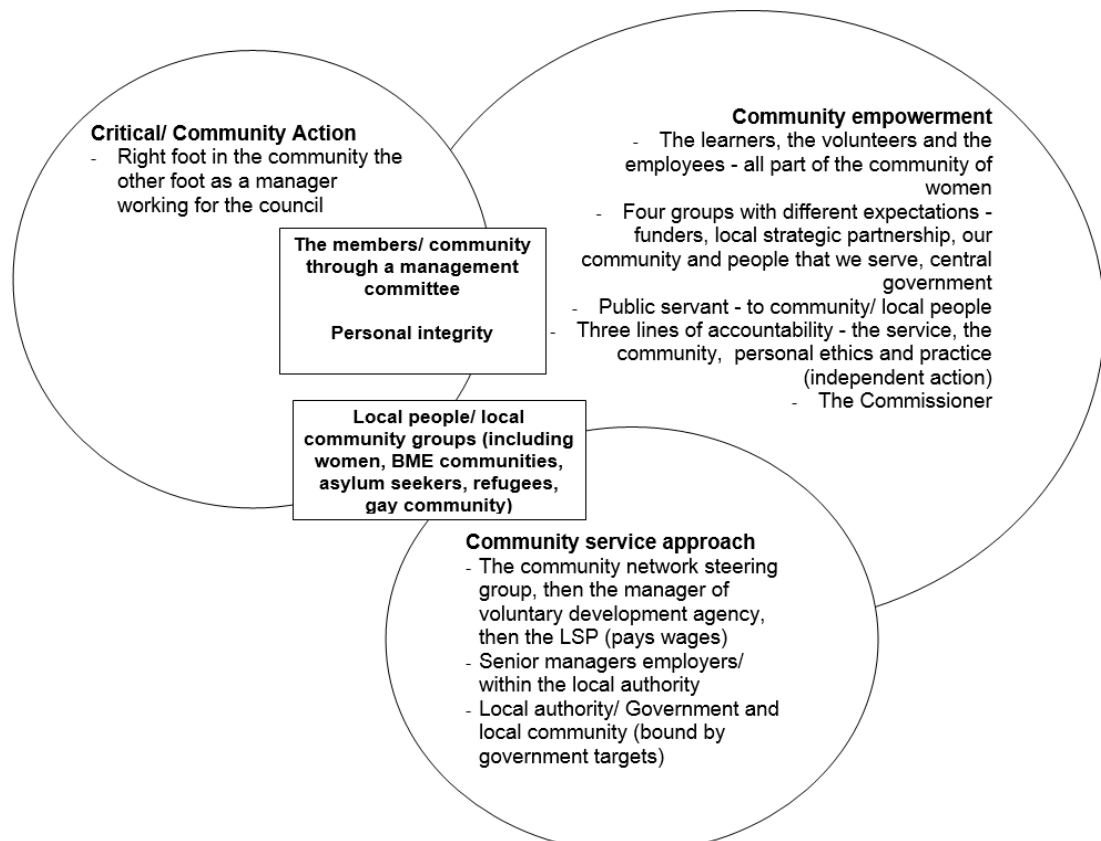 Critical/ Community Action
- Right foot in the community the
other foot as a manager
working for the council
Community empowerment
- The learners, the volunteers and the
employees - all part of the community of
women
- Four groups with different expectations -
funders, local strategic partnership, our
community and people that we serve, central
government
- Public servant - to community/ local people
- Three lines of accountability - the service, the
community, personal ethics and practice
(independent action)
- The Commissioner
The members/ community
through a management
committee
Personal integrity
Local people/ local
community groups (including
women, BME communities,
asylum seekers, refugees,
gay community)
Community service approach
- The community network steering
group, then the manager of
voluntary development agency,
then the LSP (pays wages)
- Senior managers employers/
within the local authority
- Local authority/ Government and
local community (bound by
government targets)